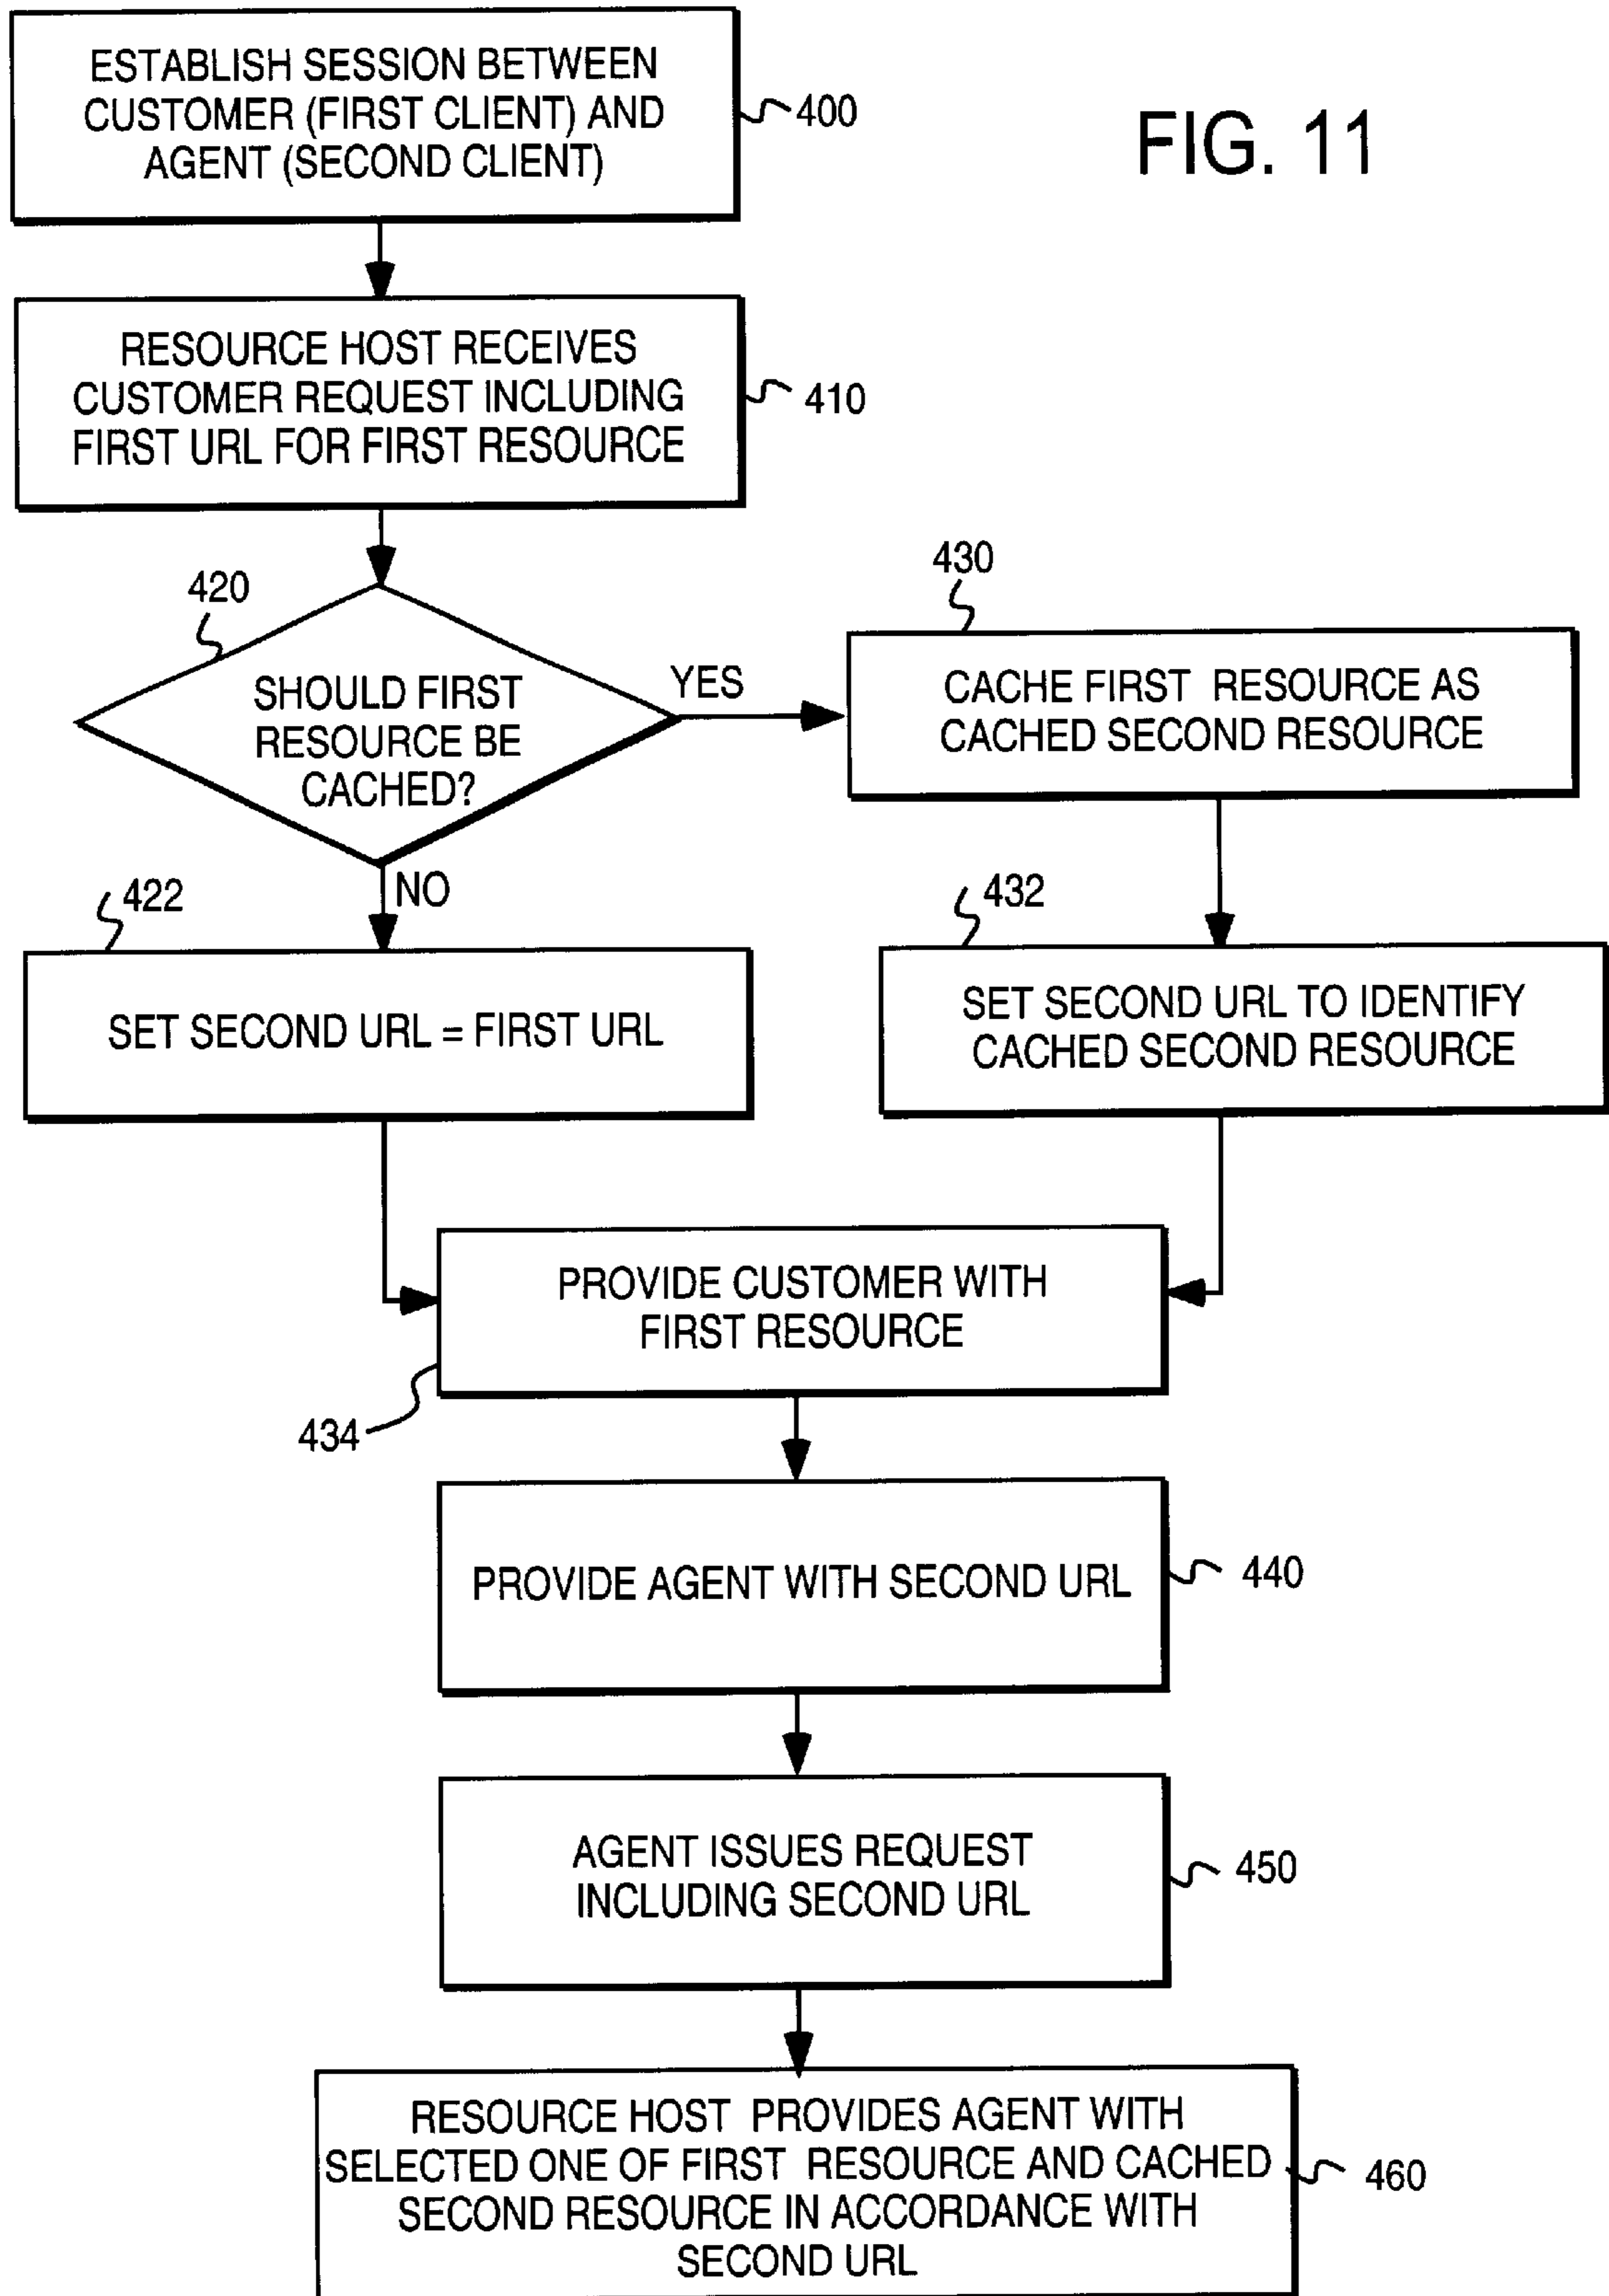 ESTABLISH SESSION BETWEEN
CUSTOMER (FIRST CLIENT) AND
AGENT (SECOND CLIENT)
400
FIG. 11
RESOURCE HOST RECEIVES
CUSTOMER REQUEST INCLUDING
FIRST URL FOR FIRST RESOURCE
410
420
SHOULD FIRST
RESOURCE BE
CACHED?
YES
NO
430
CACHE FIRST RESOURCE AS
CACHED SECOND RESOURCE
422
SET SECOND URL = FIRST URL
432
SET SECOND URL TO IDENTIFY
CACHED SECOND RESOURCE
PROVIDE CUSTOMER WITH
FIRST RESOURCE
434
PROVIDE AGENT WITH SECOND URL
440
AGENT ISSUES REQUEST
INCLUDING SECOND URL
450
RESOURCE HOST PROVIDES AGENT WITH
SELECTED ONE OF FIRST RESOURCE AND CACHED
SECOND RESOURCE IN ACCORDANCE WITH
SECOND URL
460